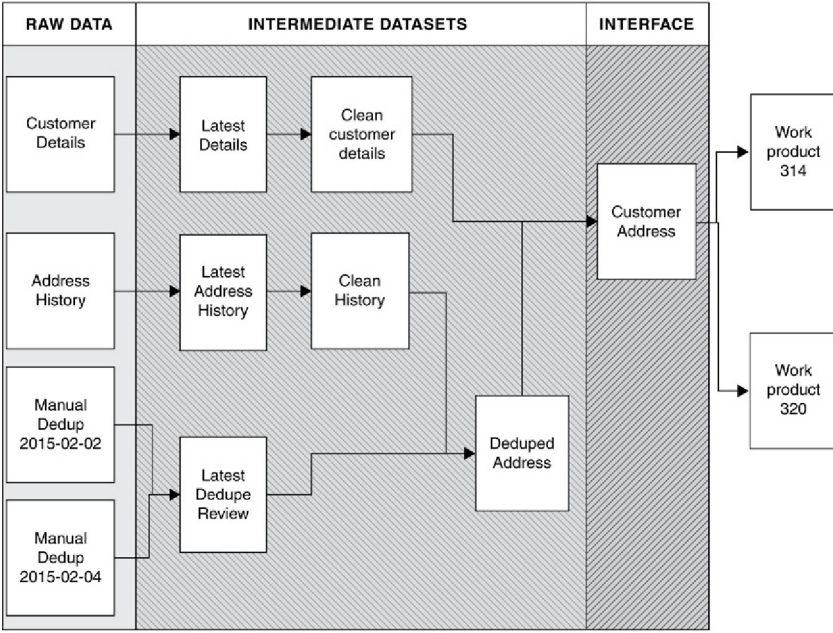 RAW DATA
INTERMEDIATE DATASETS
INTERFACE
Customer
Details
Latest
Details
Clean
customer
details
Work
product
314
Customer
Address
Address
History
Latest
Address
History
Clean
History
Manual
Dedup
2015-02-02
Work
product
320
Latest
Dedupe
Review
Deduped
Address
Manual
Dedup
2015-02-04